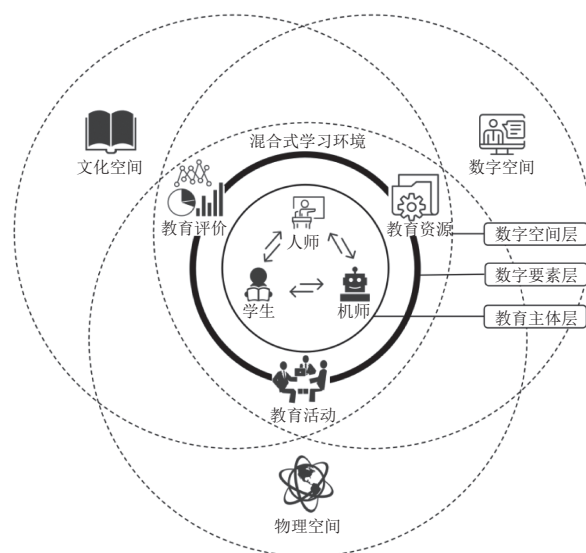 混合式学习环境
文化空间
数字空间
教育评价
教育资源
人师
数字空间层
数字要素层
学生
机师
教育主体层
教育活动
物理空间